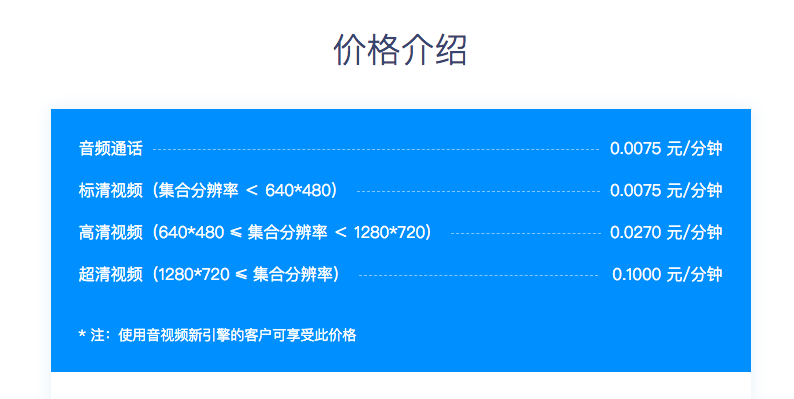 价格介绍
音频通话 0.0075 元/分钟
标清视频（集合分辨率 < 640*480） 0.0075 元/分钟
高清视频（640*480 ⩽ 集合分辨率 < 1280*720） 0.0270 元/分钟
超清视频（1280*720 ⩽ 集合分辨率） 0.1000 元/分钟
* 注：使用音视频新引擎的客户可享受此价格